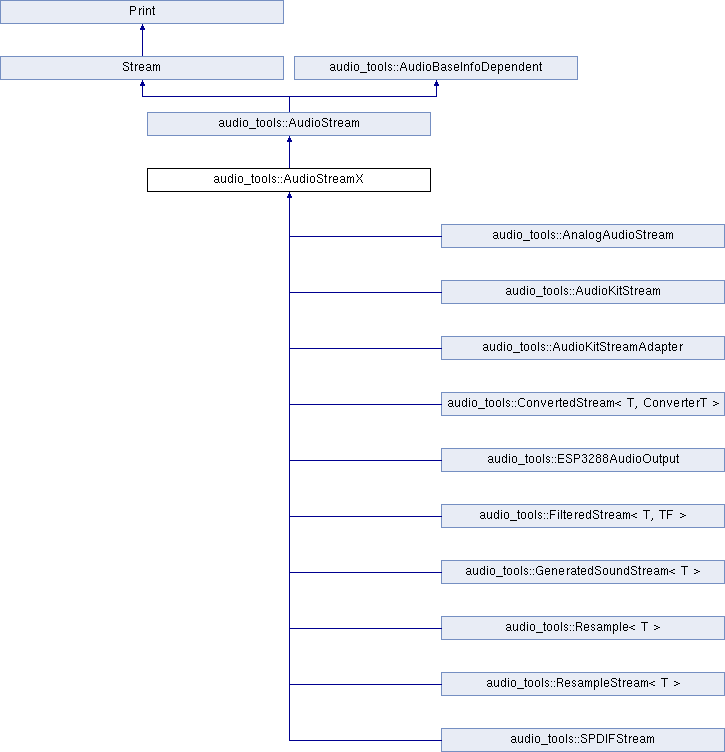 Print
Stream
audio_tools::AudioBaseInfoDependent
audio_tools::AudioStream
audio_tools::AudioStreamX
audio_tools::AnalogAudioStream
audio_tools::AudioKitStream
audio_tools::AudioKitStreamAdapter
audio_tools::ConvertedStream< T, ConverterT >
audio_tools::ESP3288AudioOutput
audio_tools::FilteredStream< T, TF >
audio_tools::GeneratedSoundStream< T >
audio_tools::Resample< T >
audio_tools::ResampleStream< T >
audio_tools::SPDIFStream